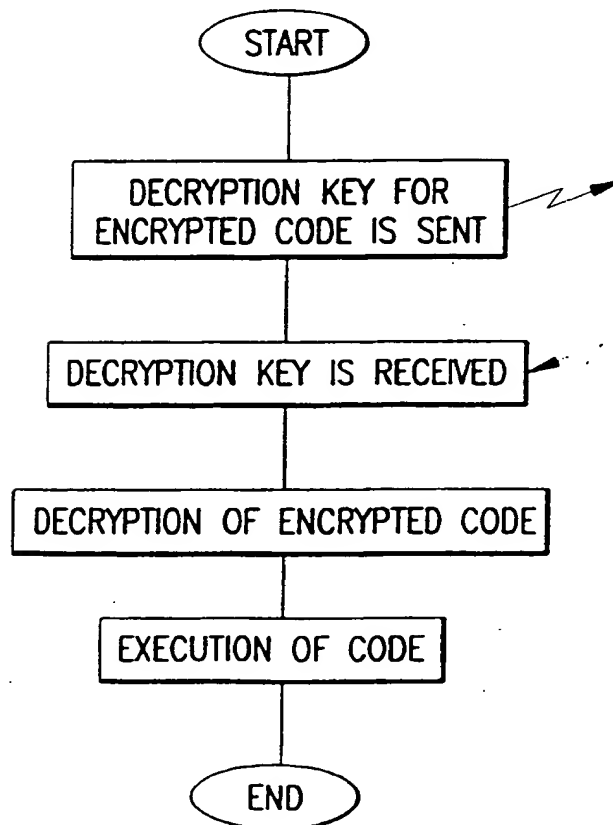 START
DECRYPTION KEY FOR
ENCRYPTED CODE IS SENT
DECRYPTION KEY IS RECEIVED
DECRYPTION OF ENCRYPTED CODE
EXECUTION OF CODE
END